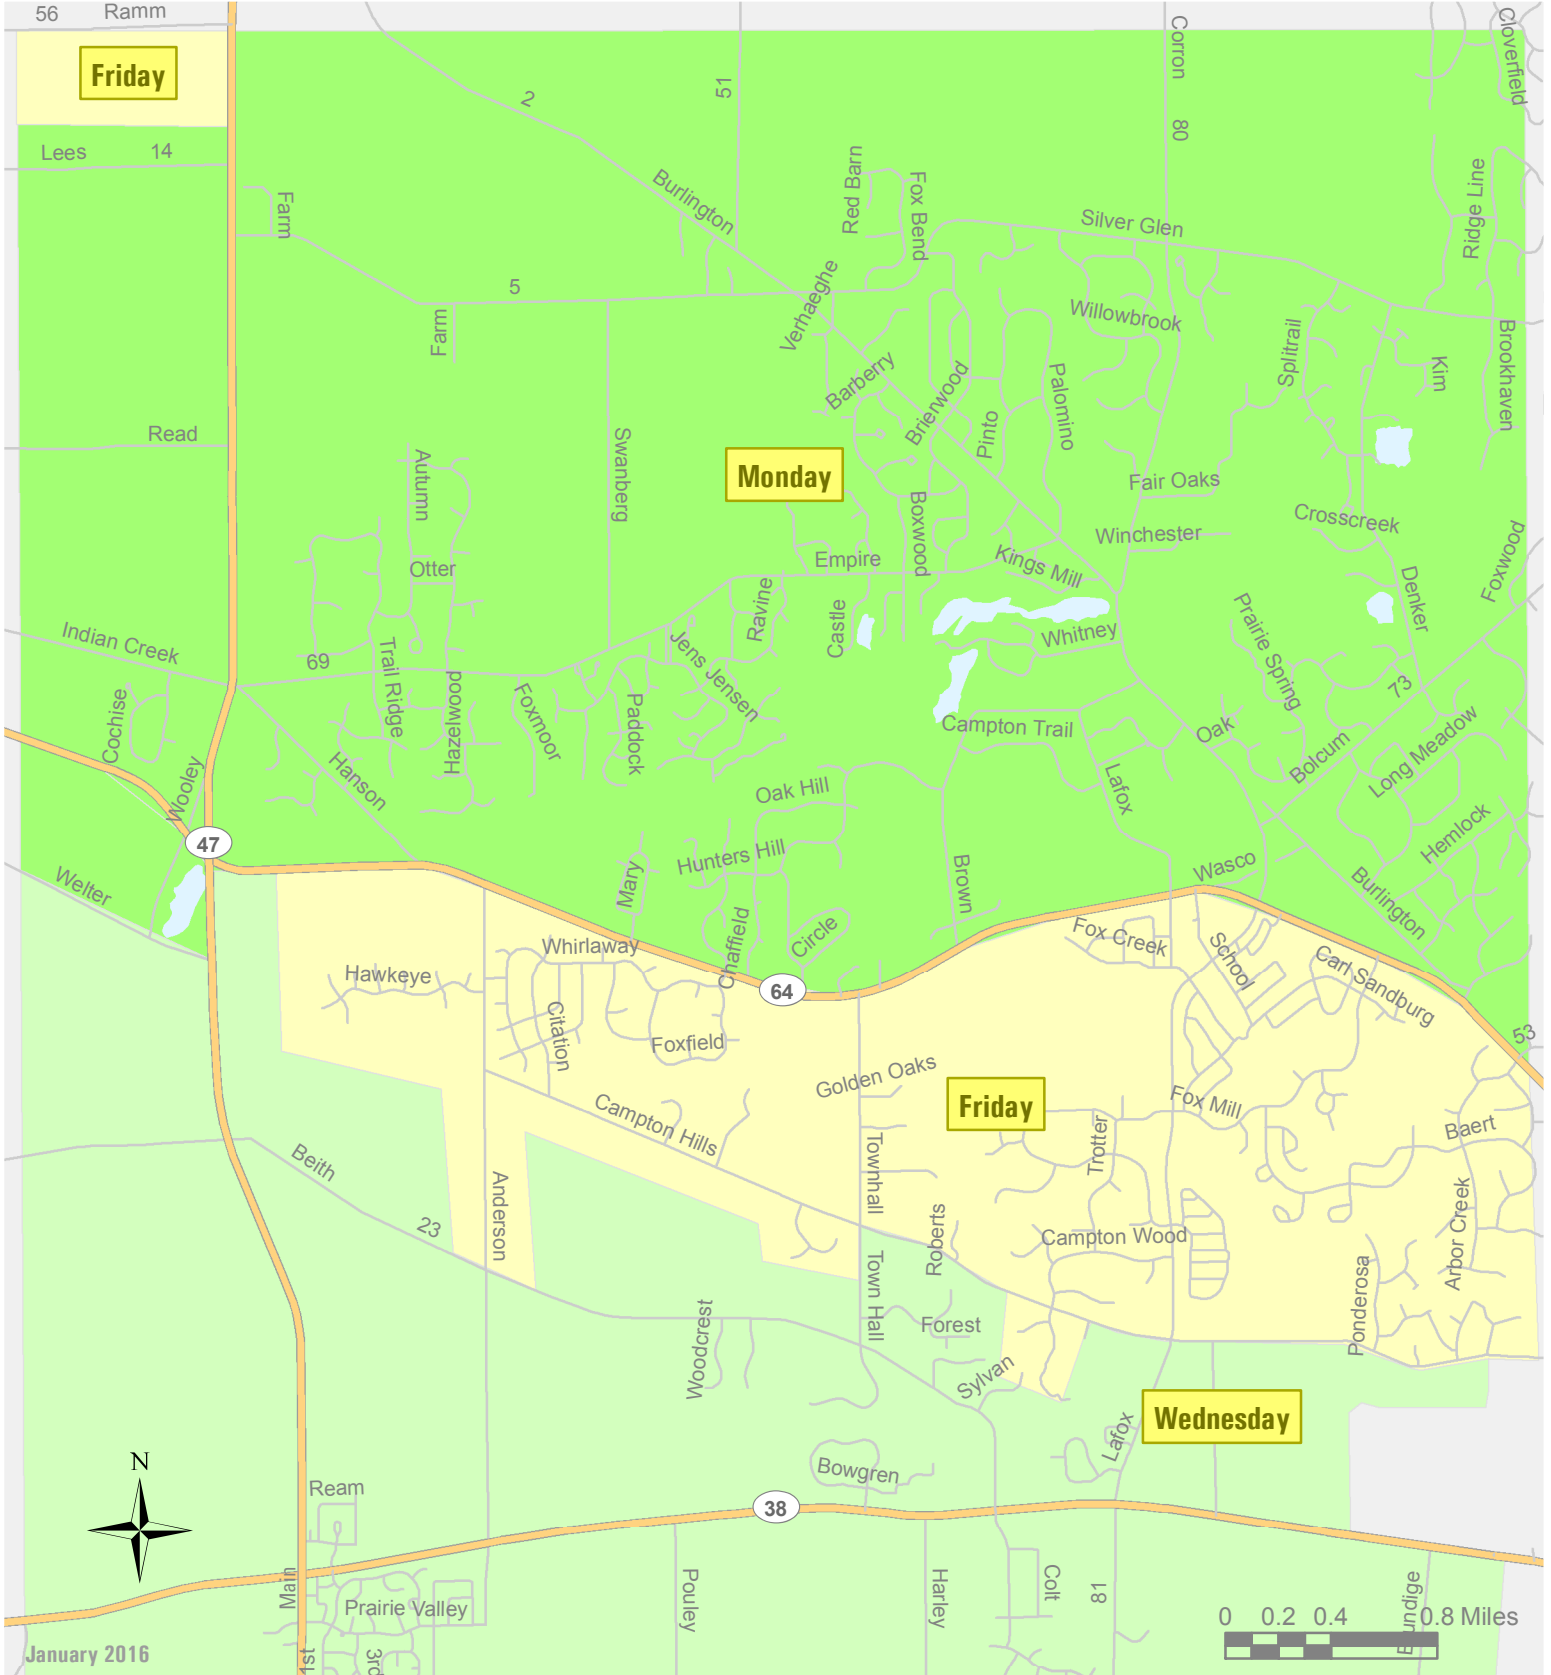 56
Ramm
Friday
Corron
Cloverfield
2
51
80
Lees
14
Farm
Burlington
Red Barn
Fox Bend
Silver Glen
Ridge Line
5
Farm
Verhaeghe
Willowbrook
Splitrail
Kim
Brookhaven
Barberry
Brierwood
Palomino
Pinto
Read
Autumn
Swanberg
Monday
Fair Oaks
Boxwood
Winchester
Crosscreek
Foxwood
Otter
Empire
Kings Mill
Denker
Indian Creek
69
Trail Ridge
Ravine
Castle
Whitney
Prairie Spring
Jens Jensen
73
Cochise
Hazelwood
Foxmoor
Paddock
Campton Trail
Oak
Bolcum
Long Meadow
Wooley
Hanson
Oak Hill
Lafox
Hemlock
47
Hunters Hill
Wasco
Welter
Mary
Brown
Burlington
Chaffield
Circle
Whirlaway
Fox Creek
School
Carl Sandburg
Hawkeye
64
Citation
Foxfield
53
Golden Oaks
Friday
Fox Mill
Campton Hills
Baert
Beith
Townhall
Trotter
Anderson
23
Roberts
Campton Wood
Arbor Creek
Town Hall
Ponderosa
Woodcrest
Forest
Sylvan
Wednesday
Lafox
N
Bowgren
Ream
38
Main
Prairie Valley
Pouley
Harley
Colt
81
0 0.2 0.4 0.8 Miles
January 2016
1st
3rd